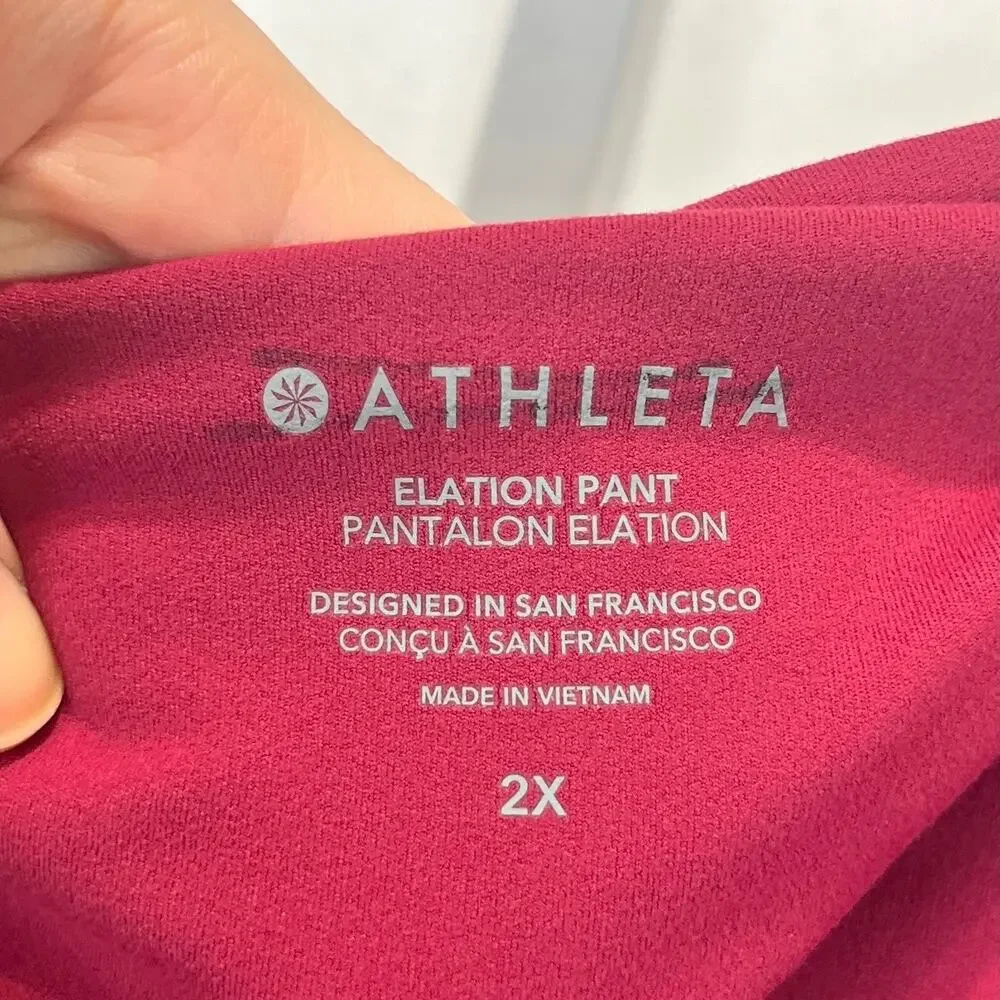 ATHLETA
ELATION PANT
PANTALON ELATION
DESIGNED IN SAN FRANCISCO
CONÇU À SAN FRANCISCO
MADE IN VIETNAM
2X